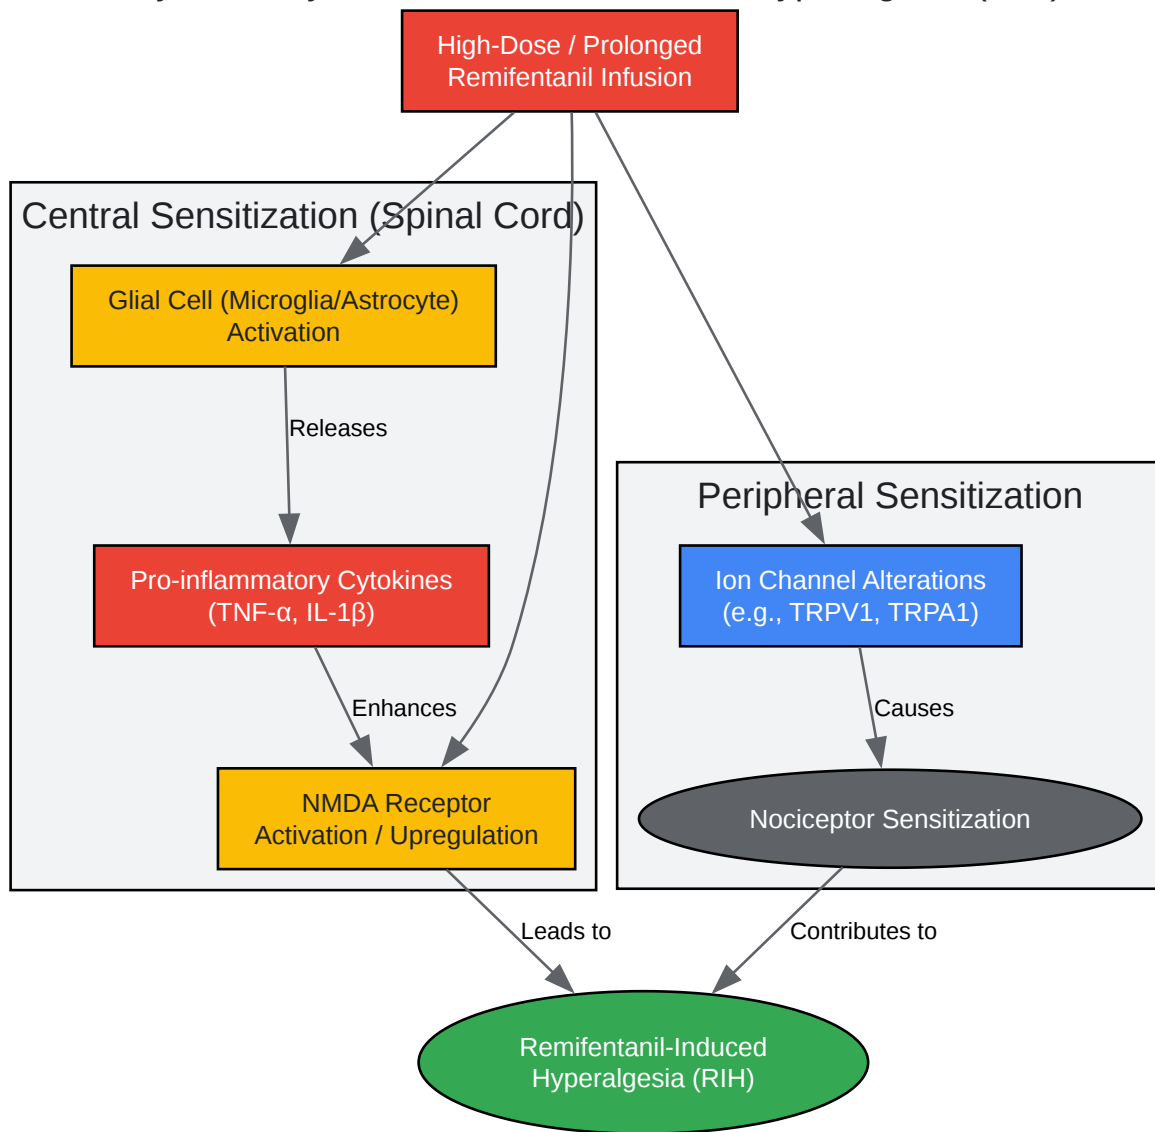 High-Dose / Prolonged
Remifentanil Infusion
Central Sensitization (Spinal Cord)
Glial Cell (Microglia/Astrocyte)
Activation
Releases
Pro-inflammatory Cytokines
(TNF-α, IL-1β)
Enhances
NMDA Receptor
Activation / Upregulation
Peripheral Sensitization
Ion Channel Alterations
(e.g., TRPV1, TRPA1)
Causes
Nociceptor Sensitization
Leads to
Contributes to
Remifentanil-Induced
Hyperalgesia (RIH)